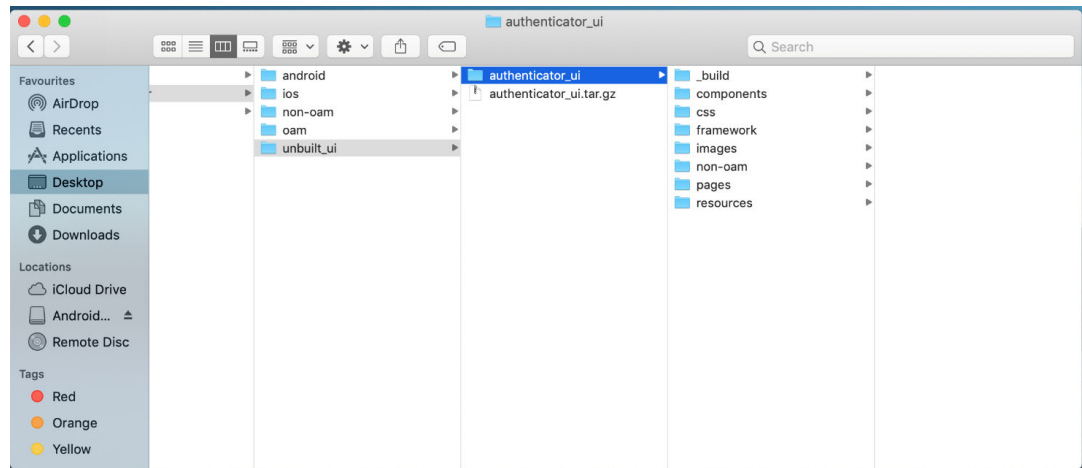 authenticator_ui
Search
Favourites
AirDrop
Recents
Applications
Desktop
Documents
Downloads
Locations
iCloud Drive
Android...
Remote Disc
Tags
Red
Orange
Yellow
android
ios
non-oam
oam
unbuilt_ui
authenticator_ui
authenticator_ui.tar.gz
_build
components
css
framework
images
non-oam
pages
resources